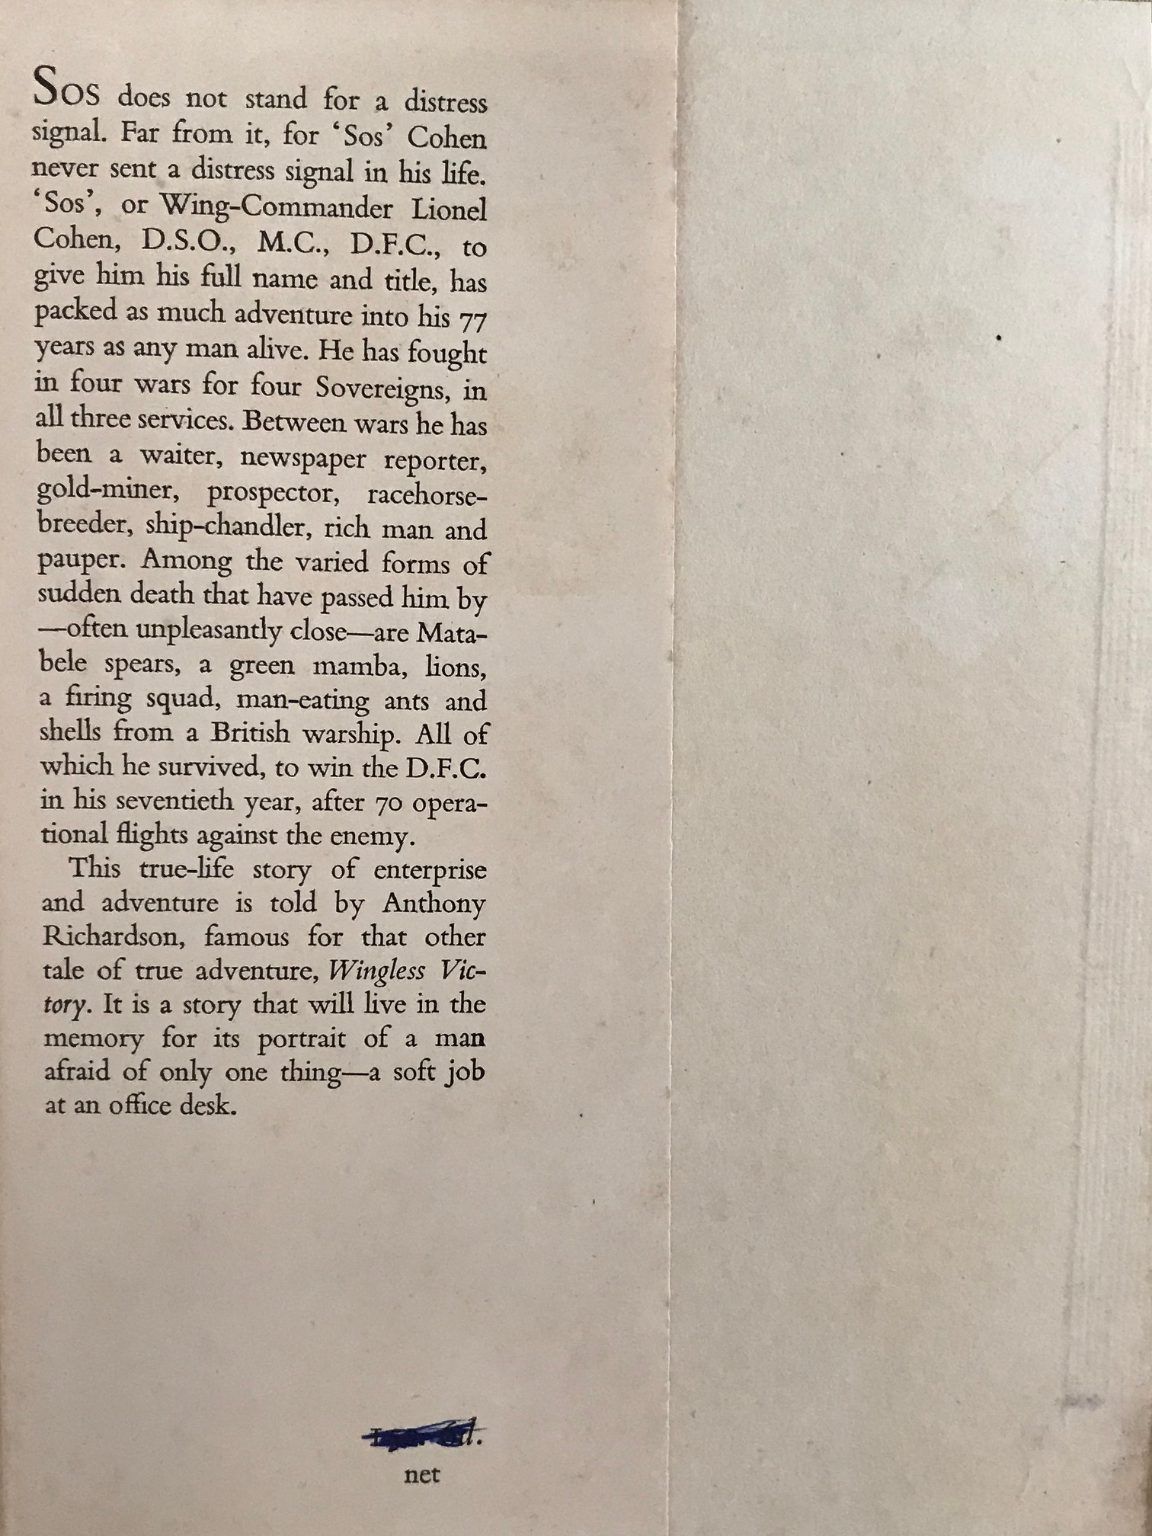 SOS does not stand for a distress
signal. Far from it, for ‘Sos’ Cohen
never sent a distress signal in his life.
‘Sos’, or Wing-Commander Lionel
Cohen, D.S.O., M.C., D.F.C., to
give him his full name and title, has
packed as much adventure into his 77
years as any man alive. He has fought
in four wars for four Sovereigns, in
all three services. Between wars he has
been a waiter, newspaper reporter,
gold-miner, prospector, racehorse-
breeder, ship-chandler, rich man and
pauper. Among the varied forms of
sudden death that have passed him by
—often unpleasantly close—are Mata-
bele spears, a green mamba, lions,
a firing squad, man-eating ants and
shells from a British warship. All of
which he survived, to win the D.F.C.
in his seventieth year, after 70 opera-
tional flights against the enemy.
This true-life story of enterprise
and adventure is told by Anthony
Richardson, famous for that other
tale of true adventure, Wingless Vic-
tory. It is a story that will live in the
memory for its portrait of a man
afraid of only one thing—a soft job
at an office desk.
net